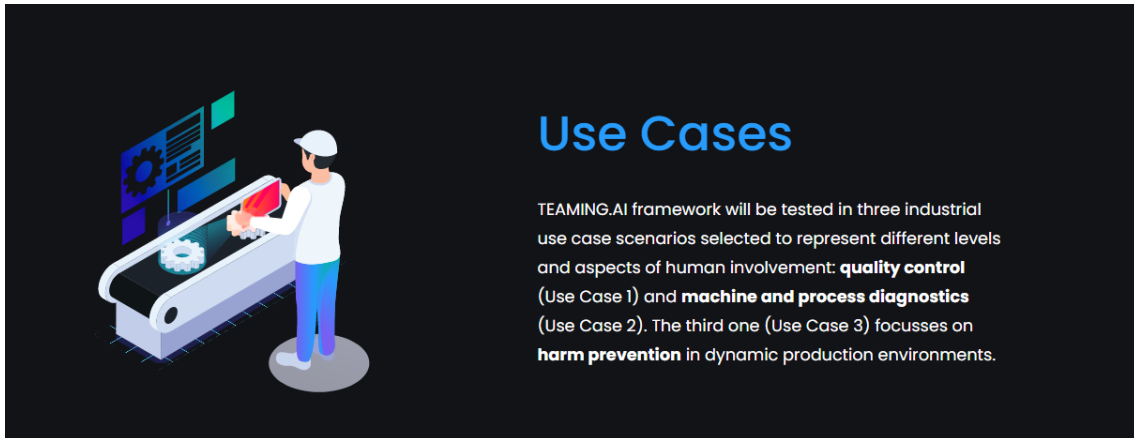 Use Cases
TEAMING.AI framework will be tested in three industrial
use case scenarios selected to represent different levels
and aspects of human involvement: quality control
(Use Case 1) and machine and process diagnostics
(Use Case 2). The third one (Use Case 3) focusses on
harm prevention in dynamic production environments.